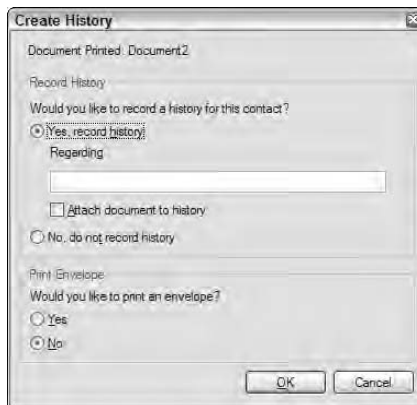 Create History
Document Printed: Document2
Record History
Would you like to record a history for this contact?
Yes, record history
Regarding
Attach document to history
No, do not record history
Print Envelope
Would you like to print an envelope?
Yes
No
OK Cancel